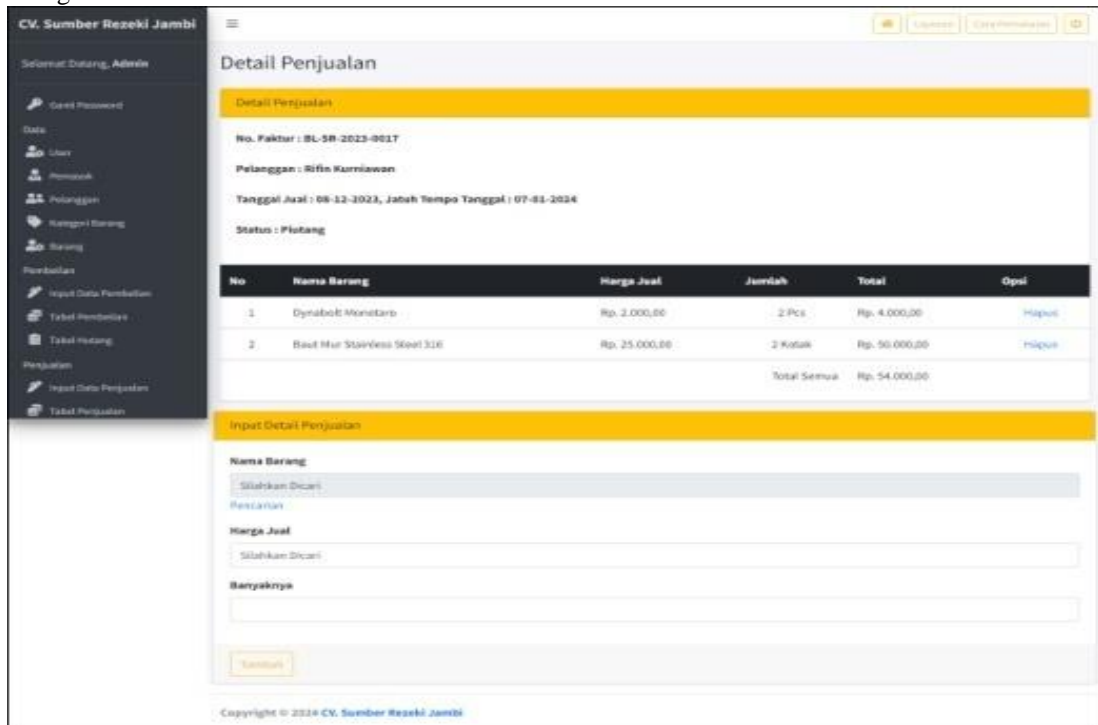 CV. Sumber Rezeki Jambi
Selamat Datang, Admin
Ganti Password
Data
User
Pemasok
Pelanggan
Kategori Barang
Barang
Pembelian
Input Data Pembelian
Tabel Pembelian
Tabel Hutang
Penjualan
Input Data Penjualan
Tabel Penjualan
Laporan
Cara Pemakaian
Detail Penjualan
Detail Penjualan
No. Faktur : BL-SR-2023-0017
Pelanggan : Rifin Kurniawan
Tanggal Jual : 08-12-2023, Jatuh Tempo Tanggal : 07-01-2024
Status : Piutang
No Nama Barang Harga Jual Jumlah Total Opsi
1 Dynabolt Monotaro Rp. 2.000,00 2 Pcs Rp. 4.000,00 Hapus
2 Baut Mur Stainless Steel 316 Rp. 25.000,00 2 Kotak Rp. 50.000,00 Hapus
Total Semua Rp. 54.000,00
Input Detail Penjualan
Nama Barang
Silahkan Dicari
Pencarian
Harga Jual
Silahkan Dicari
Banyaknya
Tambah
Copyright © 2024 CV. Sumber Rezeki Jambi